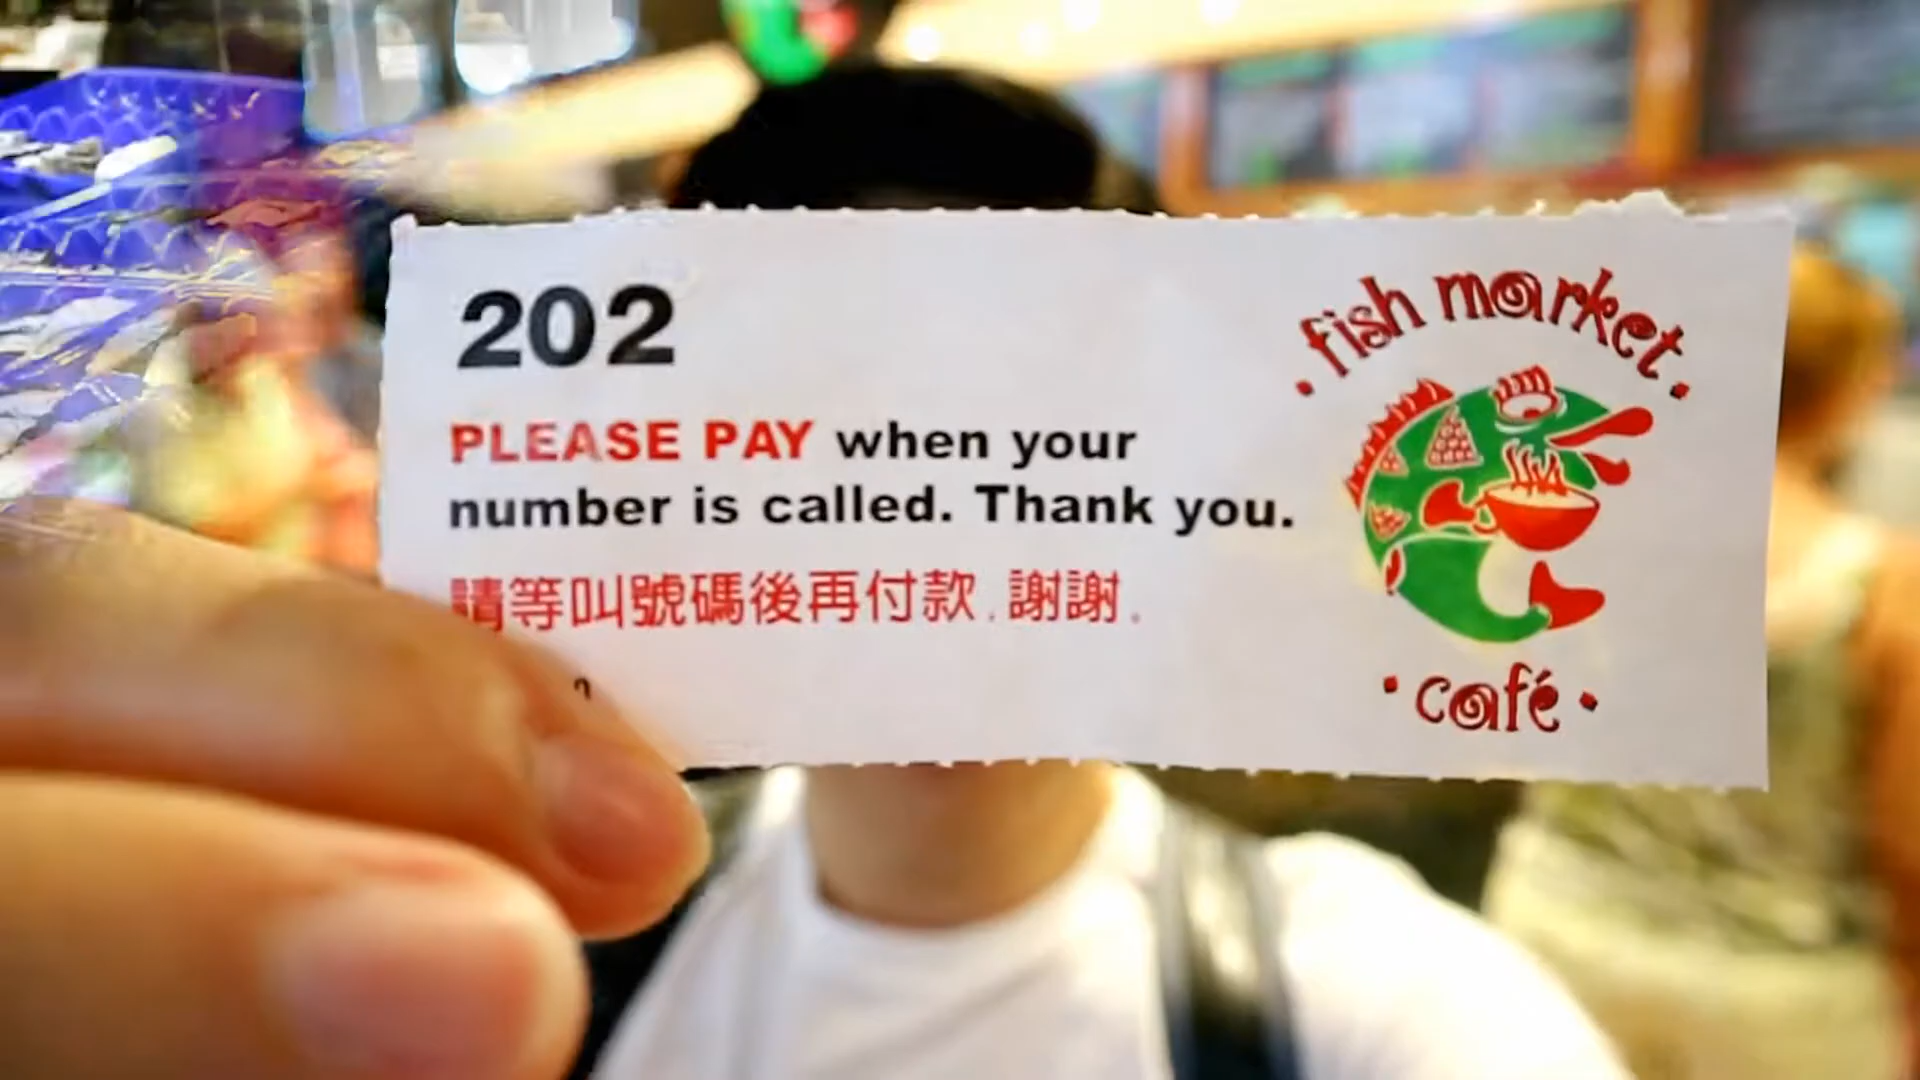 202
PLEASE PAY when your
number is called. Thank you.
請等叫號碼後再付款.謝謝.
fish market
café